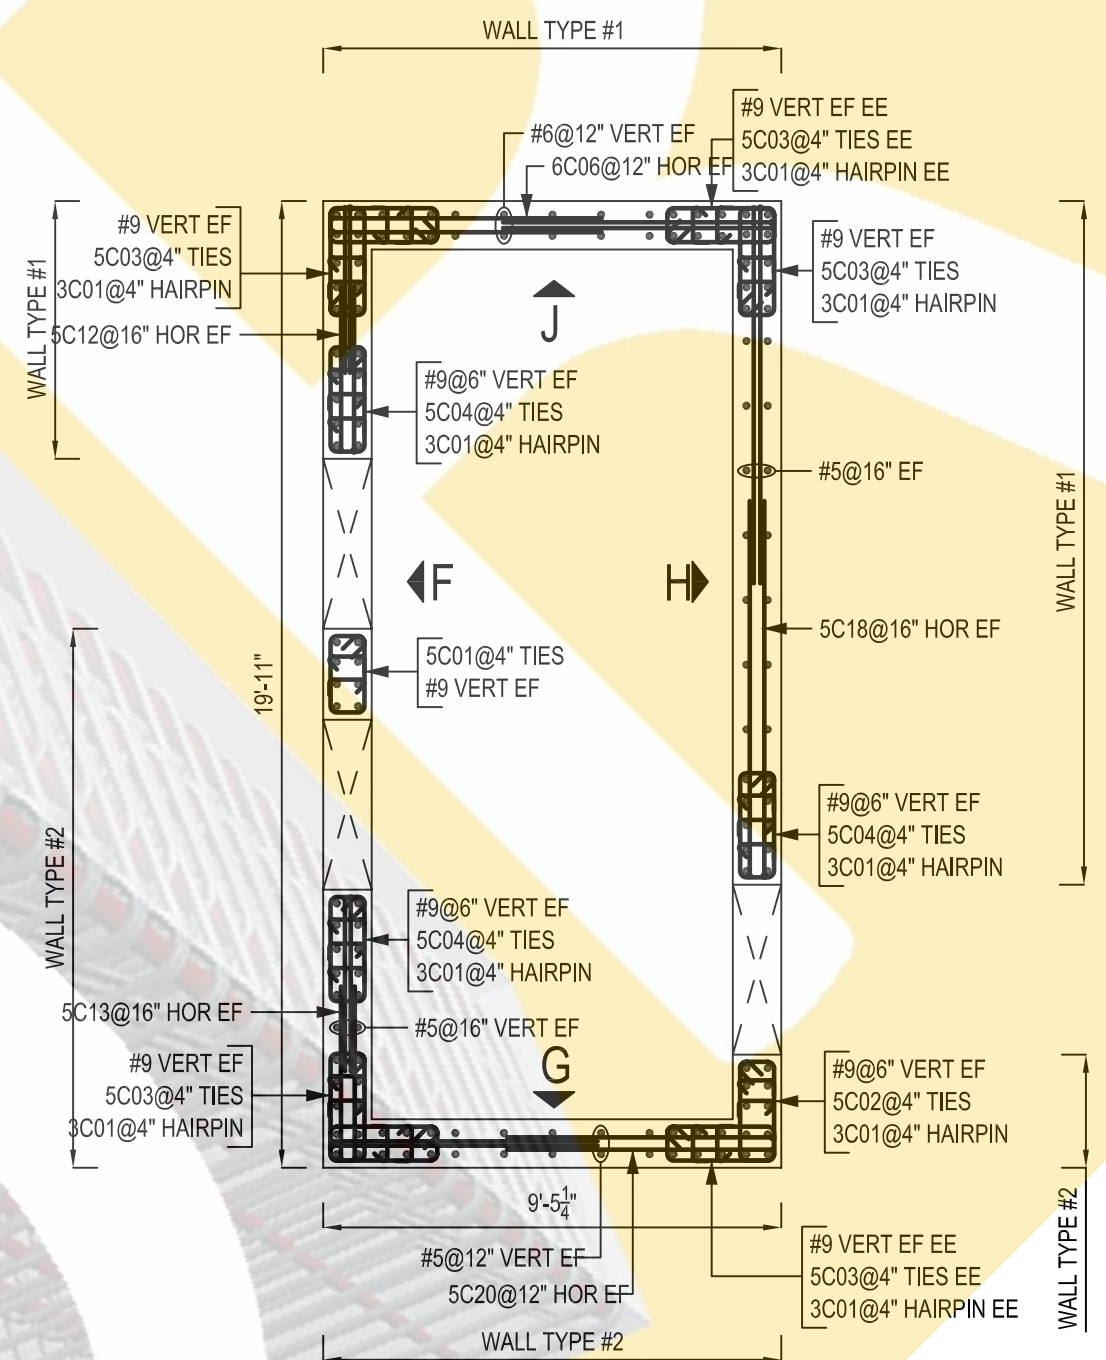 WALL TYPE #1
#9 VERT EF EE
5C03@4" TIES EE
3C01@4" HAIRPIN EE
#6@12" VERT EF
6C06@12" HOR EF
#9 VERT EF
5C03@4" TIES
3C01@4" HAIRPIN
#9 VERT EF
5C03@4" TIES
3C01@4" HAIRPIN
WALL TYPE #1
5C12@16" HOR EF
J
#9@6" VERT EF
5C04@4" TIES
3C01@4" HAIRPIN
#5@16" EF
WALL TYPE #1
F
H
5C18@16" HOR EF
5C01@4" TIES
#9 VERT EF
19'-11"
WALL TYPE #2
#9@6" VERT EF
5C04@4" TIES
3C01@4" HAIRPIN
#9@6" VERT EF
5C04@4" TIES
3C01@4" HAIRPIN
5C13@16" HOR EF
#5@16" VERT EF
#9 VERT EF
5C03@4" TIES
3C01@4" HAIRPIN
G
#9@6" VERT EF
5C02@4" TIES
3C01@4" HAIRPIN
9'-5¼"
WALL TYPE #2
#5@12" VERT EF
5C20@12" HOR EF
#9 VERT EF EE
5C03@4" TIES EE
3C01@4" HAIRPIN EE
WALL TYPE #2